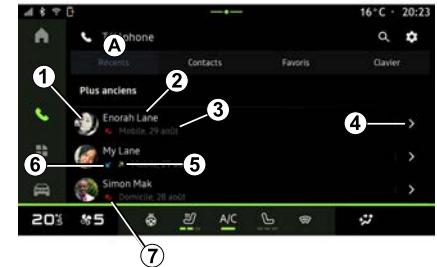 16°C · 20:23
A
Téléphone
Récents Contacts Favoris Clavier
Plus anciens
1 2 3 4
Enorah Lane
Mobile, 29 août
My Lane
6 5
Simon Mak
Domicile, 28 août
20°5 5 A/C
7